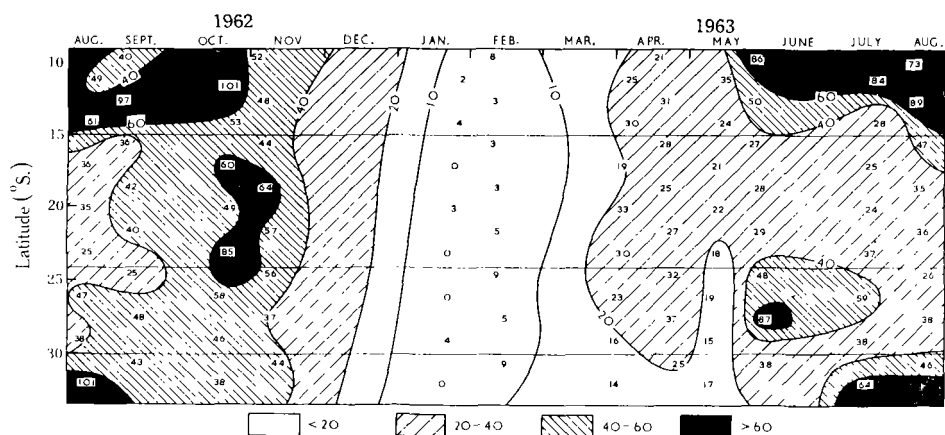 1962 1963
AUG. SEPT. OCT. NOV DEC. JAN. FEB. MAR. APR. MAY JUNE JULY AUG.
10 40 52 8 21 86 73
49 40 101 2 25 35 84
10
97 48 40 20 10 3 31 50 60 89
61 60 53 4 30 24 40 28
15 36 44 3 28 27 47
36 60 0 19 21 25
42 64 3 25 28 35
20 49 3 33 22 24
40 57 5 27 29 36
25 85 0 30 18 37
25 25 56 9 32 48 40 26
47 58 0 23 19 59
48 37 5 20 37 87 38
38 46 4 16 15 38
30 43 44 9 25 38 46
101 38 0 14 17 64
Latitude (°S.)
<20 20-40 40-60 >60